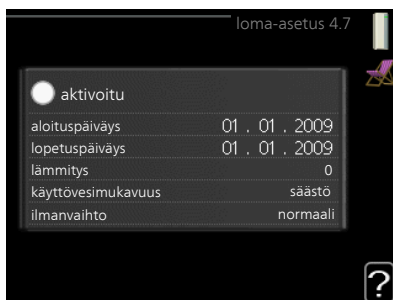 loma-asetus 4.7
aktivoitu
aloituspäiväys 01 . 01 . 2009
lopetuspäiväys 01 . 01 . 2009
lämmitys 0
käyttövesimukavuus säästö
ilmanvaihto normaali
?